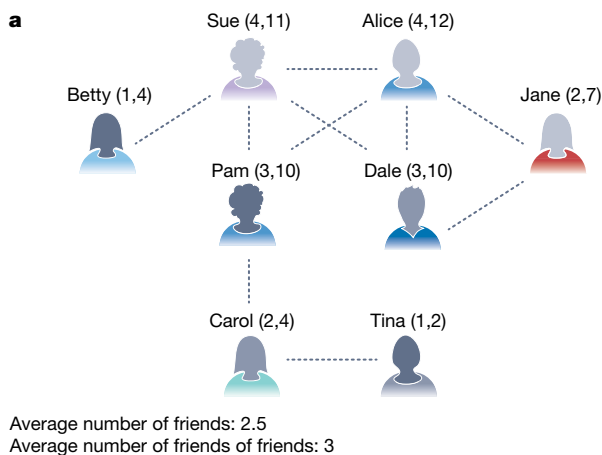 a
Sue (4,11)
Alice (4,12)
Betty (1,4)
Jane (2,7)
Pam (3,10)
Dale (3,10)
Carol (2,4)
Tina (1,2)
Average number of friends: 2.5
Average number of friends of friends: 3